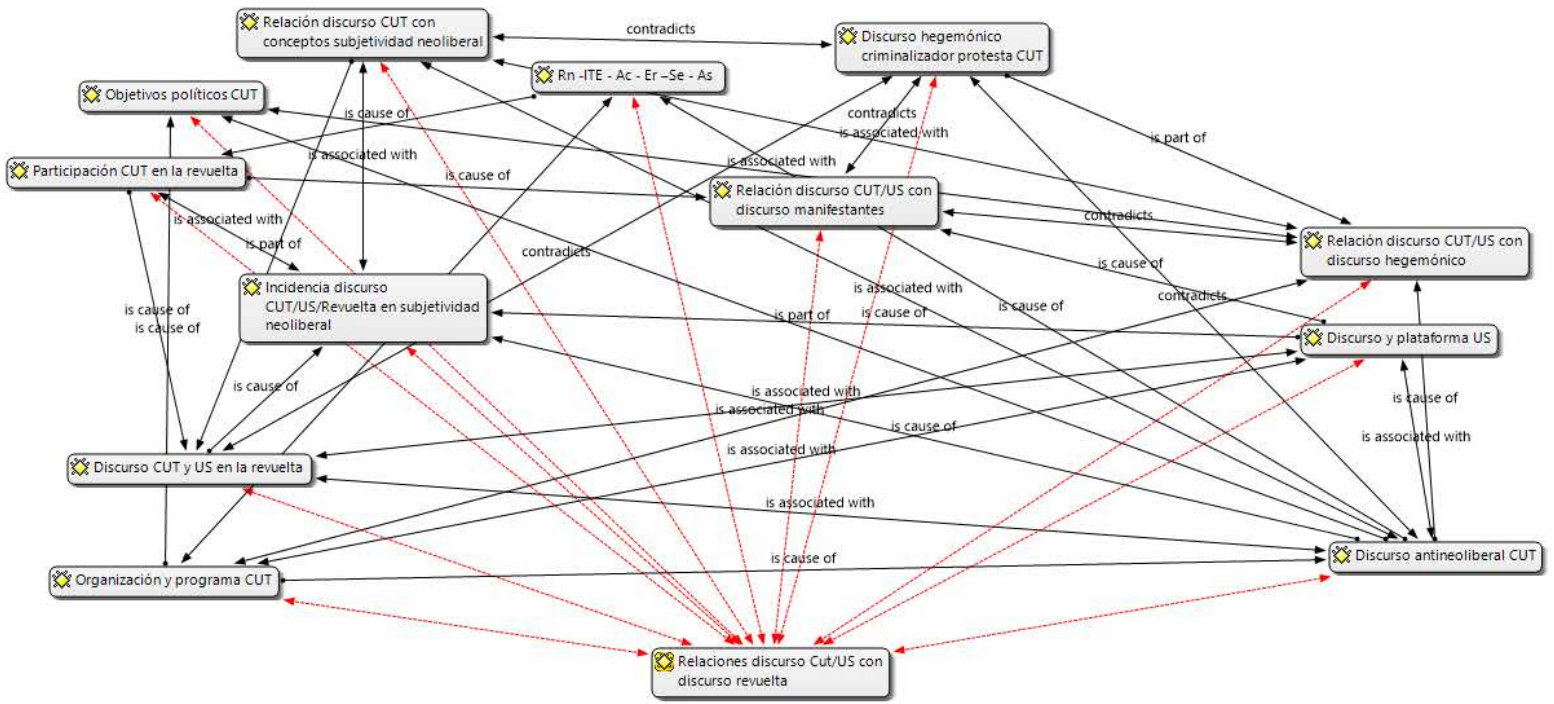 Relación discurso CUT con
conceptos subjetividad neoliberal
contradicts
Discurso hegemónico
criminalizador protesta CUT
Rn -ITE - Ac - Er –Se - As
Objetivos políticos CUT
is cause of
contradicts
is associated with
is part of
is associated with
is associated with
Participación CUT en la revuelta
is cause of
Relación discurso CUT/US con
discurso manifestantes
is associated with
contradicts
is part of
contradicts
Relación discurso CUT/US con
discurso hegemónico
is cause of
Incidencia discurso
CUT/US/Revuelta en subjetividad
neoliberal
is associated with
contradicts
is cause of
is cause of
is part of
is cause of
is cause of
Discurso y plataforma US
is cause of
is associated with
is cause of
is associated with
is cause of
is associated with
is associated with
Discurso CUT y US en la revuelta
is associated with
Discurso antineoliberal CUT
is cause of
Organización y programa CUT
Relaciones discurso Cut/US con
discurso revuelta